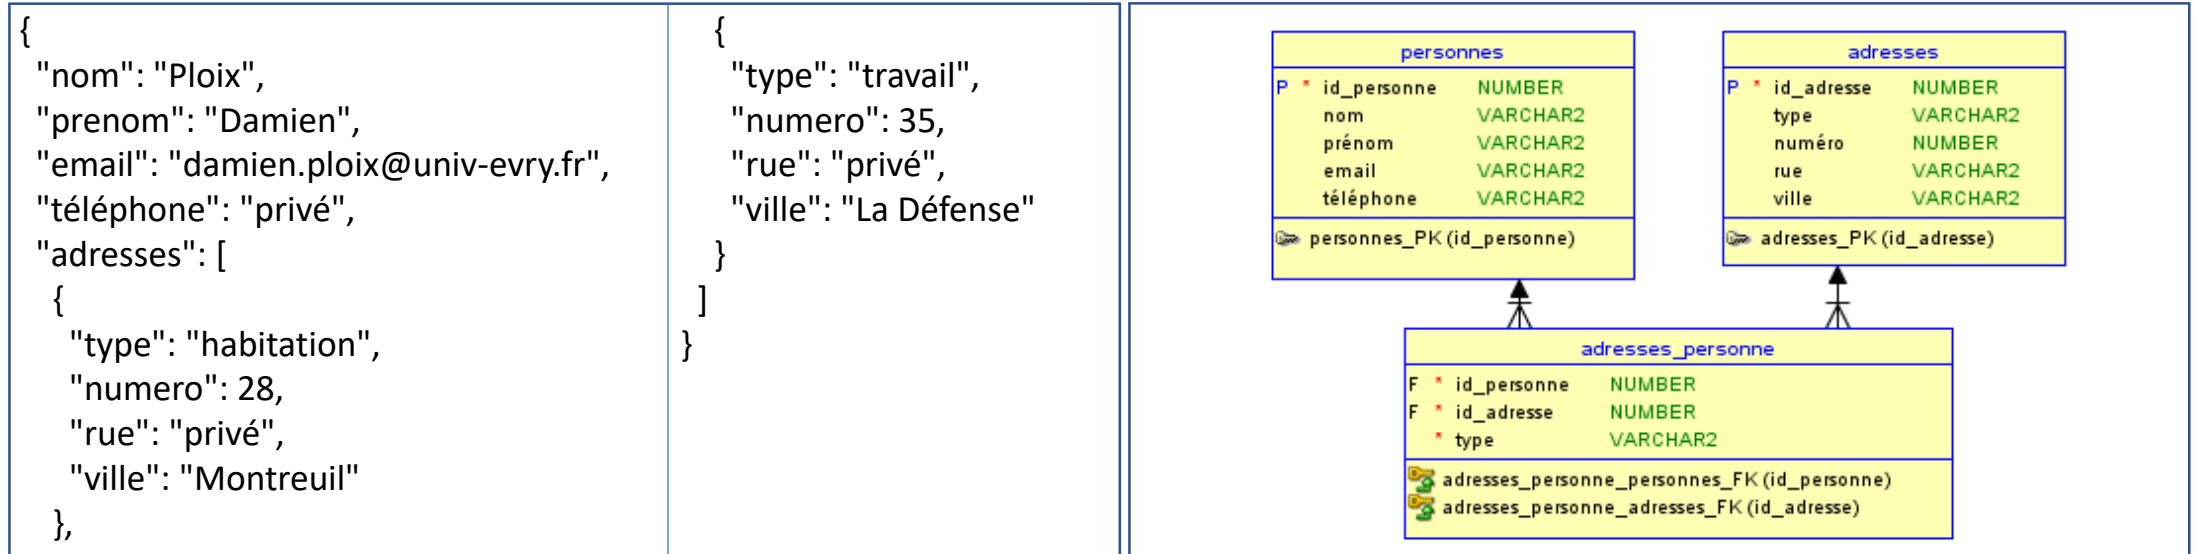 {
"nom": "Ploix",
"prenom": "Damien",
"email": "damien.ploix@univ-evry.fr",
"téléphone": "privé",
"adresses": [
{
"type": "habitation",
"numero": 28,
"rue": "privé",
"ville": "Montreuil"
},
{
"type": "travail",
"numero": 35,
"rue": "privé",
"ville": "La Défense"
}
]
}
personnes
P * id_personne NUMBER
nom VARCHAR2
prénom VARCHAR2
email VARCHAR2
téléphone VARCHAR2
personnes_PK (id_personne)
adresses
P * id_adresse NUMBER
type VARCHAR2
numéro NUMBER
rue VARCHAR2
ville VARCHAR2
adresses_PK (id_adresse)
adresses_personne
F * id_personne NUMBER
F * id_adresse NUMBER
* type VARCHAR2
adresses_personne_personnes_FK (id_personne)
adresses_personne_adresses_FK (id_adresse)